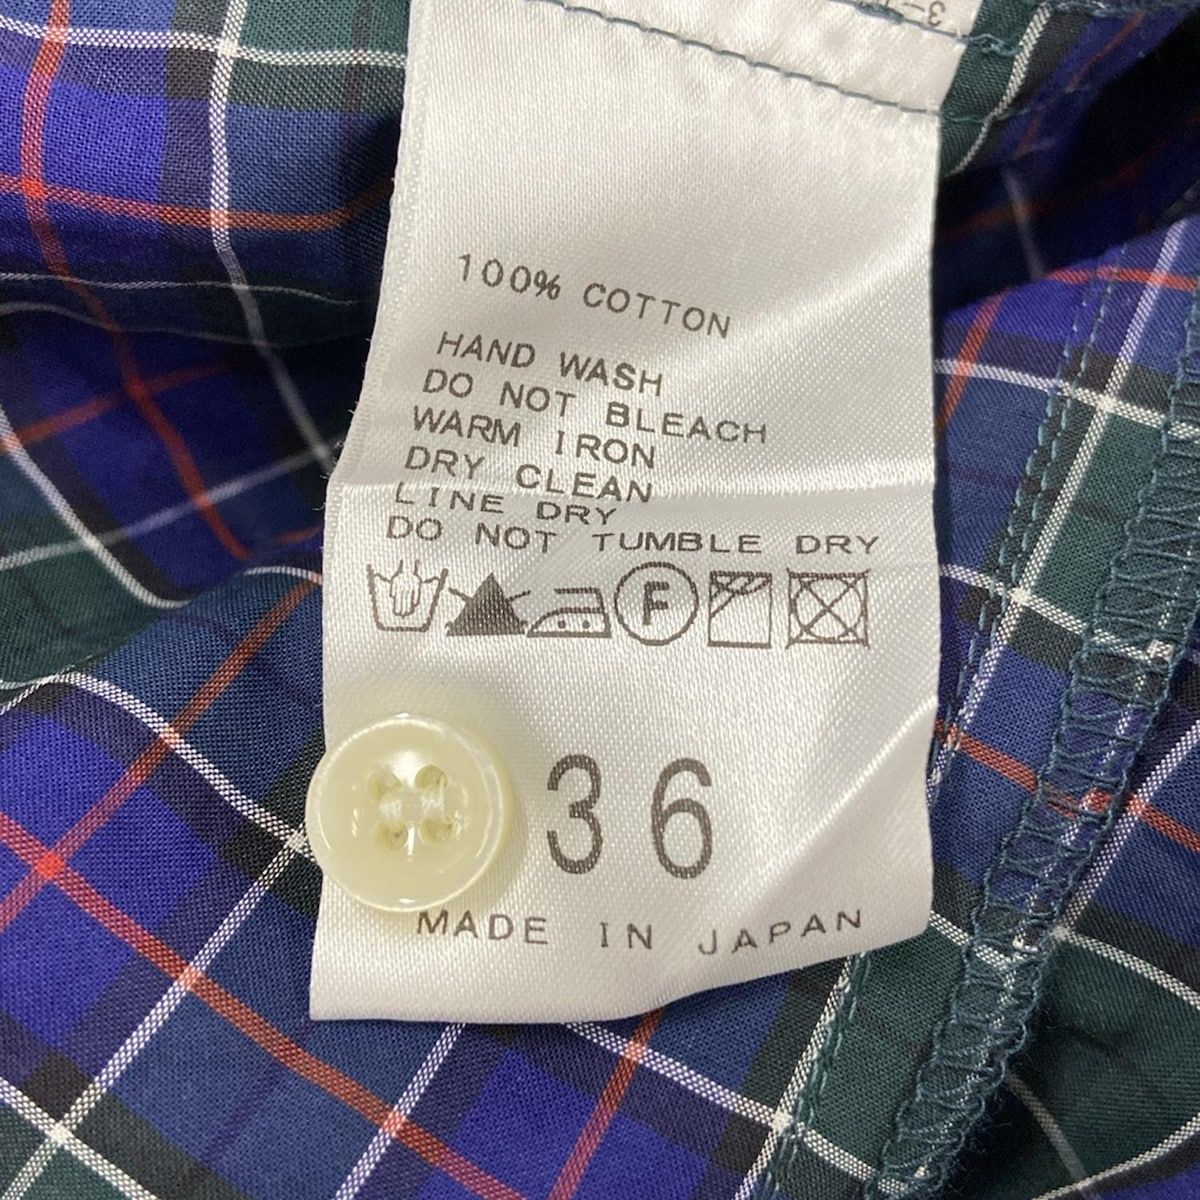 100% COTTON
HAND WASH
DO NOT BLEACH
WARM IRON
DRY CLEAN
LINE DRY
DO NOT TUMBLE DRY
F
36
MADE IN JAPAN